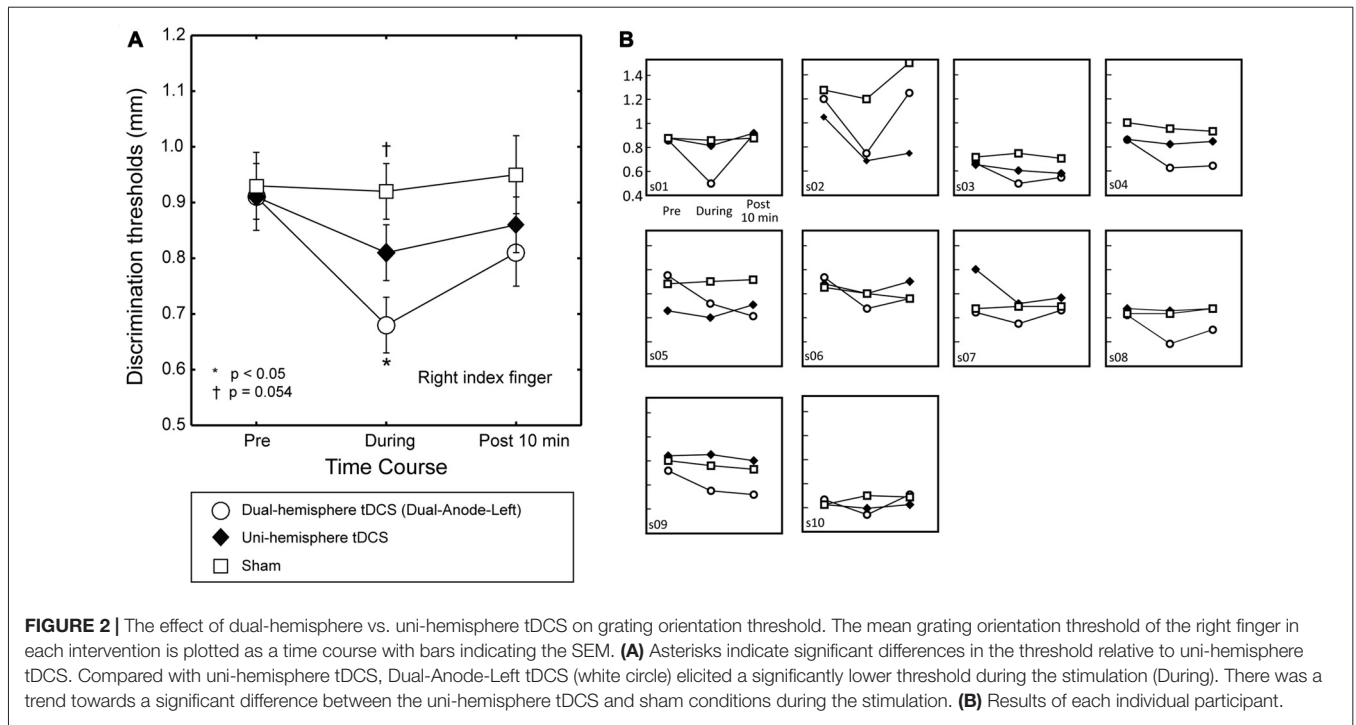 A
1.2
1.1
1.0
0.9
0.8
0.7
0.6
0.5
Discrimination thresholds (mm)
†
*
* p < 0.05
† p = 0.054
Right index finger
Pre During Post 10 min
Time Course
Dual-hemisphere tDCS (Dual-Anode-Left)
Uni-hemisphere tDCS
Sham
B
1.4
1.2
1
0.8
0.6
0.4
s01
Pre During Post
10 min
s02
s03
s04
s05
s06
s07
s08
s09
s10
FIGURE 2 | The effect of dual-hemisphere vs. uni-hemisphere tDCS on grating orientation threshold. The mean grating orientation threshold of the right finger in
each intervention is plotted as a time course with bars indicating the SEM. (A) Asterisks indicate significant differences in the threshold relative to uni-hemisphere
tDCS. Compared with uni-hemisphere tDCS, Dual-Anode-Left tDCS (white circle) elicited a significantly lower threshold during the stimulation (During). There was a
trend towards a significant difference between the uni-hemisphere tDCS and sham conditions during the stimulation. (B) Results of each individual participant.